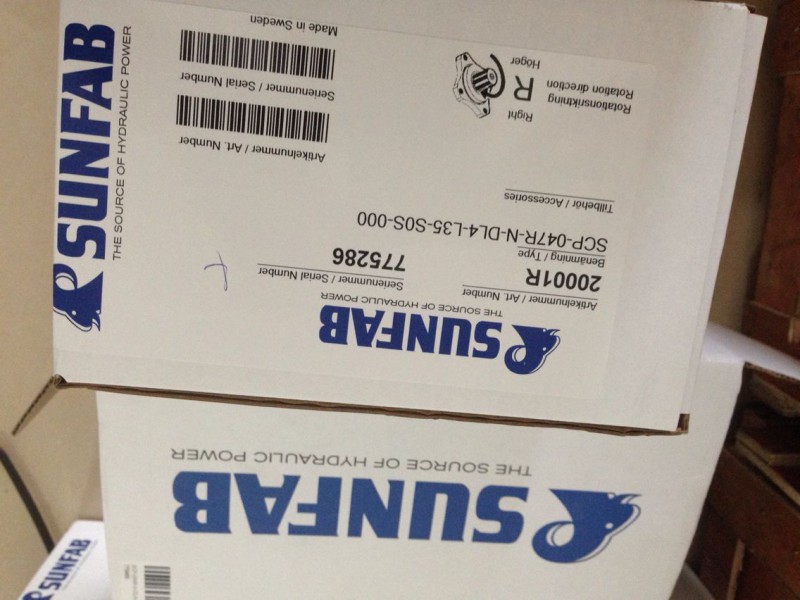 SUNFAB
THE SOURCE OF HYDRAULIC POWER
SUNFAB
THE SOURCE OF HYDRAULIC POWER
Artikelnummer / Art. Number
20001R
Serienummer / Serial Number
775286
Benämning / Type
SCP-047R-N-DL4-L35-S0S-000
Tillbehör / Accessories
Rotationsriktning
Rotation direction
Right
R
Höger
Artikelnummer / Art. Number
Serienummer / Serial Number
Made in Sweden
SUNFAB
THE SOURCE OF HYDRAULIC POWER
SUNFAB